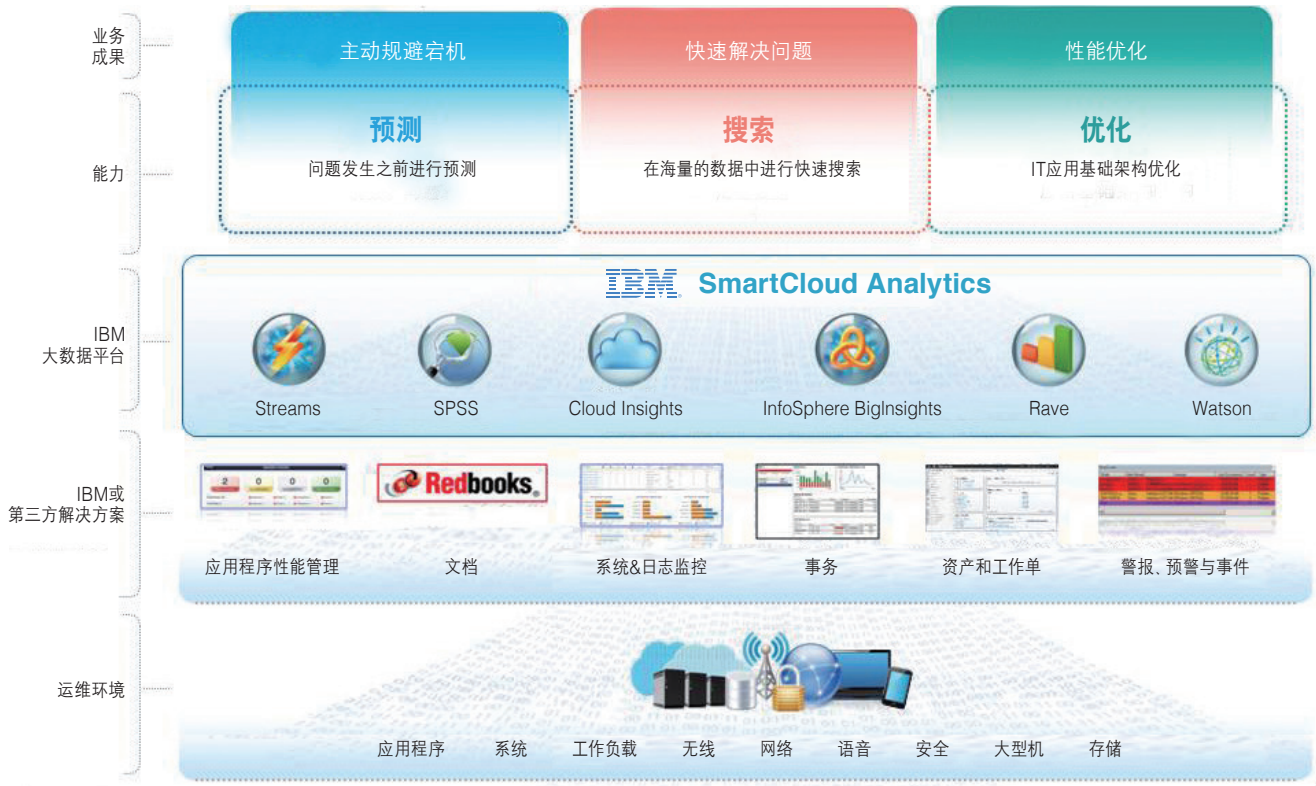 业务
成果
主动规避宕机
快速解决问题
性能优化
能力
预测
搜索
优化
问题发生之前进行预测
在海量的数据中进行快速搜索
IT应用基础架构优化
IBM
大数据平台
IBM. SmartCloud Analytics
Streams
SPSS
Cloud Insights
InfoSphere BigInsights
Rave
Watson
IBM或
第三方解决方案
2 0 0 0
Redbooks.
应用程序性能管理
文档
系统&日志监控
事务
资产和工作单
警报、预警与事件
运维环境
应用程序
系统
工作负载
无线
网络
语音
安全
大型机
存储